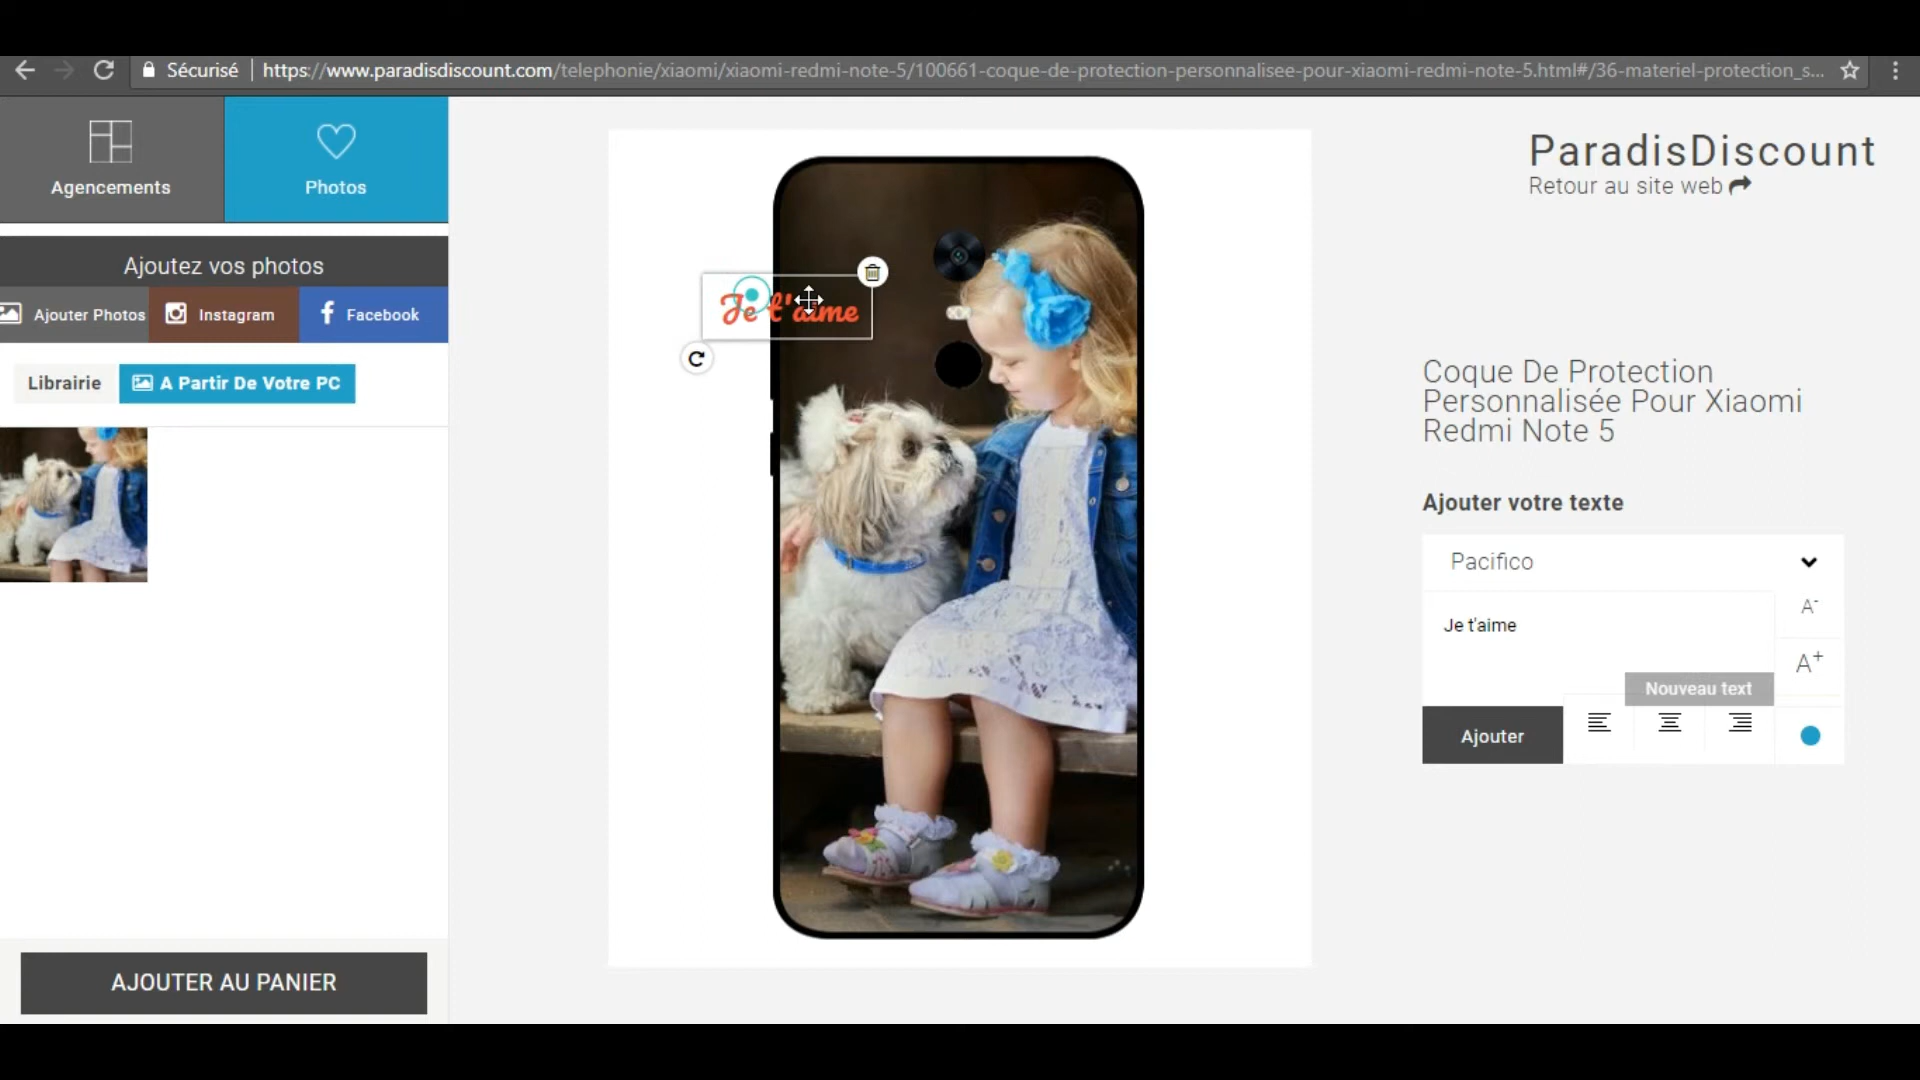 Sécurisé
https://www.paradisdiscount.com/telephonie/xiaomi/xiaomi-redmi-note-5/100661-coque-de-protection-personnalisee-pour-xiaomi-redmi-note-5.html#/36-materiel-protection_s...
Agencements
Photos
Ajoutez vos photos
Ajouter Photos
Instagram
Facebook
Librairie
A Partir De Votre PC
AJOUTER AU PANIER
Je t'aime
ParadisDiscount
Retour au site web
Coque De Protection
Personnalisée Pour Xiaomi
Redmi Note 5
Ajouter votre texte
Pacifico
Je t'aime
A-
A+
Nouveau text
Ajouter